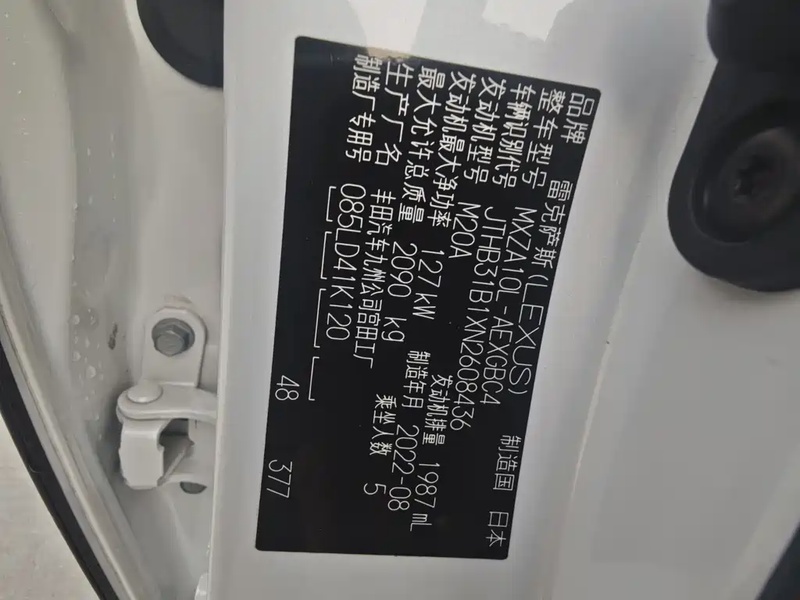 品牌 雷克萨斯(LEXUS) 制造国 日本
整车型号 MXZA10L-AEXGBC4
车辆识别代号 JTHB31B1XN2608436
发动机型号 M20A 发动机排量 1987 mL
发动机最大净功率 127 kW 制造年月 2022-08
最大允许总质量 2090 kg 乘坐人数 5
生产厂名 丰田汽车九州公司宫田工厂
制造厂专用号 085LD41K120 48 377